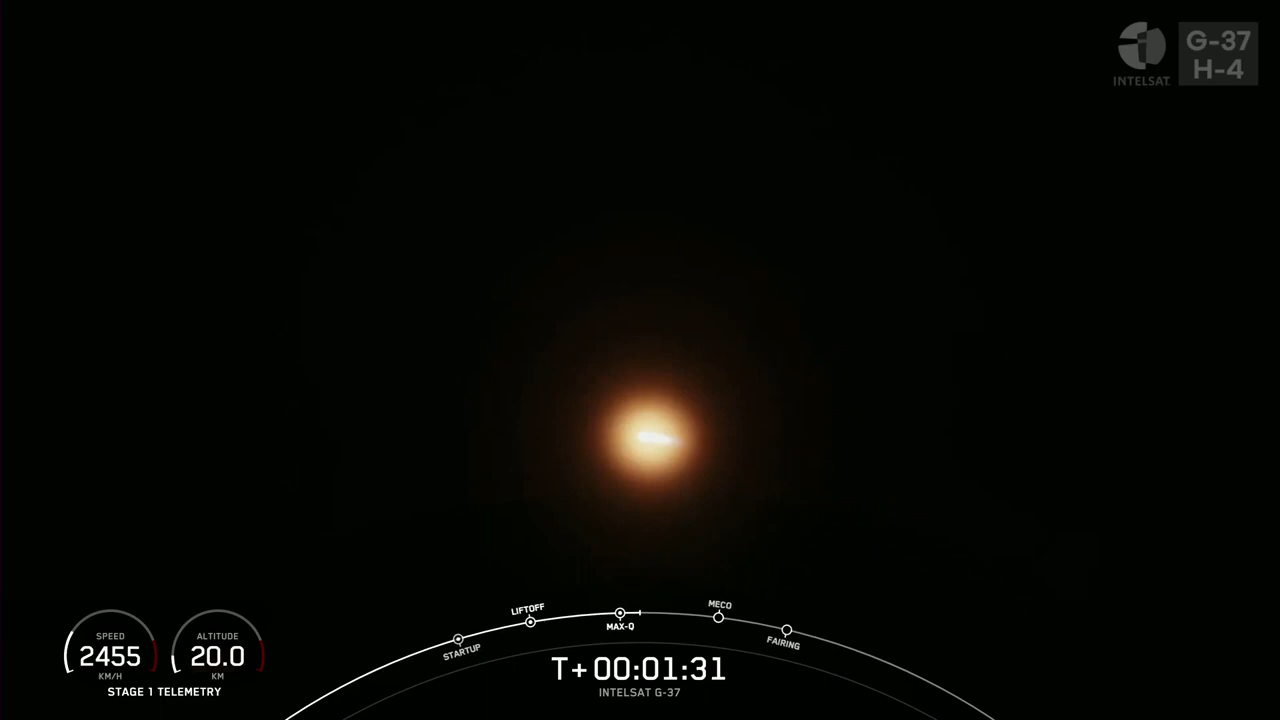 G-37
H-4
INTELSAT
LIFTOFF
MECO
MAX-Q
STARTUP
FAIRING
SPEED
2455
KM/H
ALTITUDE
20.0
KM
STAGE 1 TELEMETRY
T+00:01:31
INTELSAT G-37